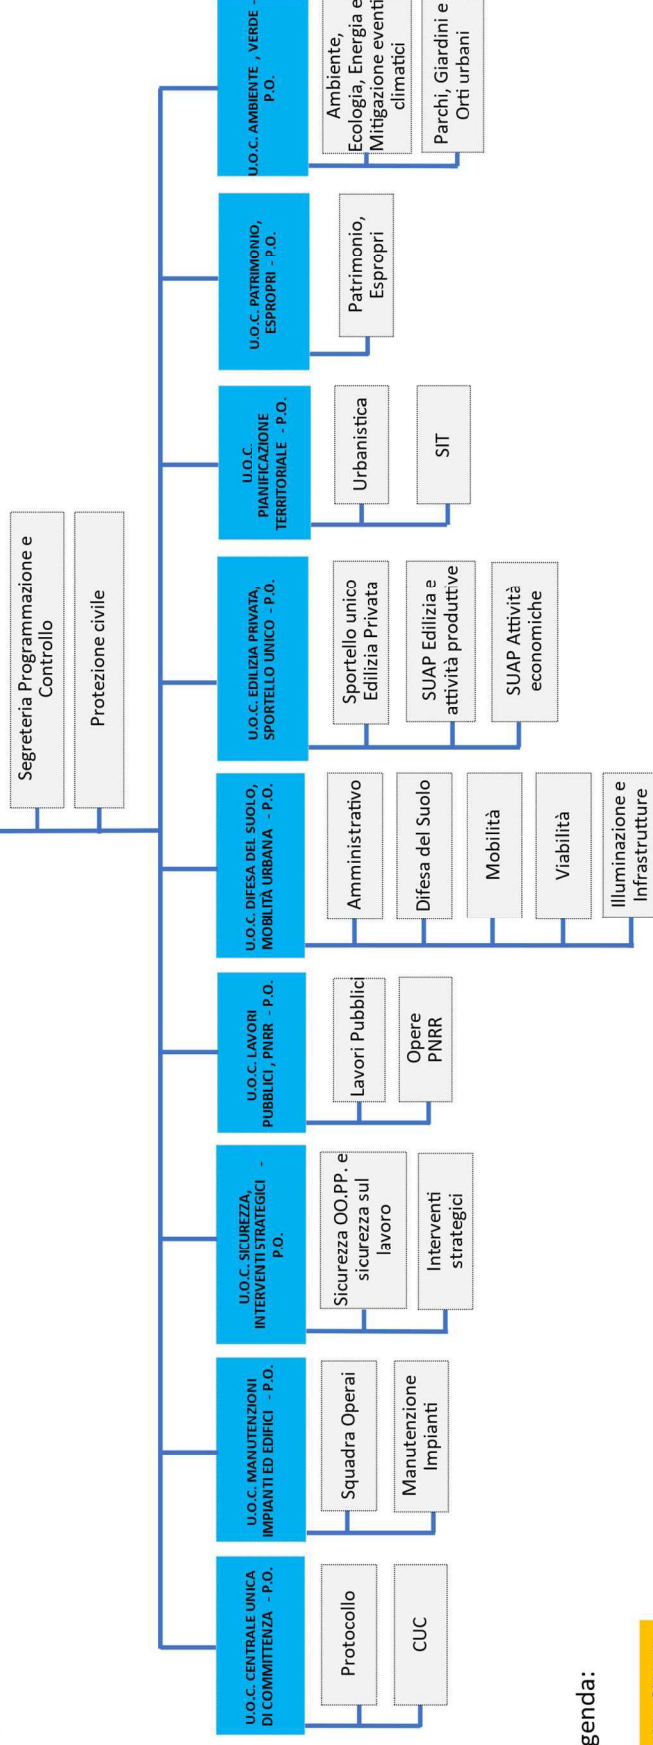 Segreteria Programmazione e
Controllo
Protezione civile
U.O.C. CENTRALE UNICA
DI COMMITTENZA - P.O.
Protocollo
CUC
U.O.C. MANUTENZIONI
IMPIANTI ED EDIFICI - P.O.
Squadra Operai
Manutenzione
Impianti
U.O.C. SICUREZZA,
INTERVENTI STRATEGICI -
P.O.
Sicurezza OO.PP. e
sicurezza sul
lavoro
Interventi
strategici
U.O.C. LAVORI
PUBBLICI , PNRR - P.O.
Lavori Pubblici
Opere
PNRR
U.O.C. DIFESA DEL SUOLO,
MOBILITÀ URBANA - P.O.
Amministrativo
Difesa del Suolo
Mobilità
Viabilità
Illuminazione e
Infrastrutture
U.O.C. EDILIZIA PRIVATA,
SPORTELLO UNICO - P.O.
Sportello unico
Edilizia Privata
SUAP Edilizia e
attività produttive
SUAP Attività
economiche
U.O.C.
PIANIFICAZIONE
TERRITORIALE - P.O.
Urbanistica
SIT
U.O.C. PATRIMONIO,
ESPROPRI - P.O.
Patrimonio,
Espropri
U.O.C. AMBIENTE , VERDE -
P.O.
Ambiente,
Ecologia, Energia e
Mitigazione eventi
climatici
Parchi, Giardini e
Orti urbani
genda: